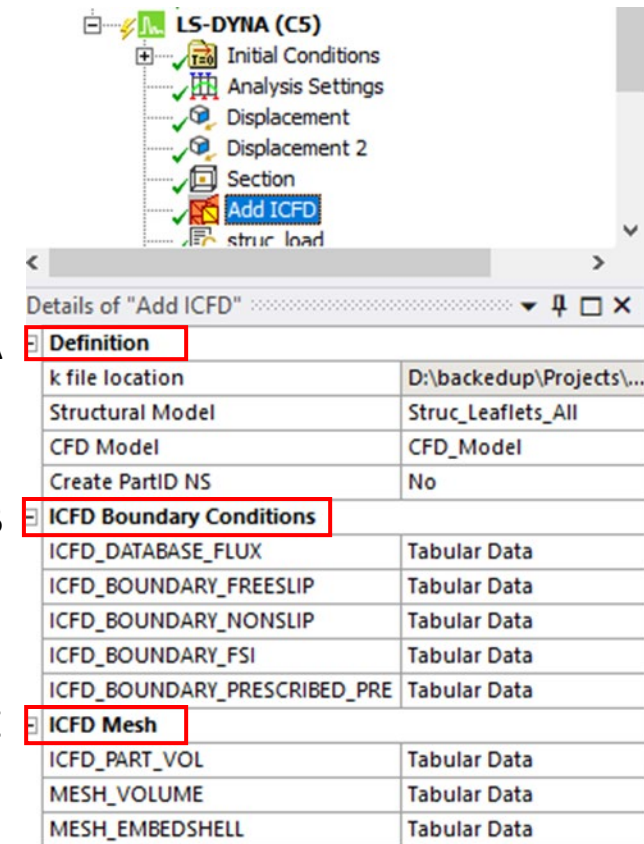 LS-DYNA (C5)
Initial Conditions
Analysis Settings
Displacement
Displacement 2
Section
Add ICFD
struc_load
Details of "Add ICFD"
Definition
k file location D:\backedup\Projects\...
Structural Model Struc_Leaflets_All
CFD Model CFD_Model
Create PartID NS No
ICFD Boundary Conditions
ICFD_DATABASE_FLUX Tabular Data
ICFD_BOUNDARY_FREESLIP Tabular Data
ICFD_BOUNDARY_NONSLIP Tabular Data
ICFD_BOUNDARY_FSI Tabular Data
ICFD_BOUNDARY_PRESCRIBED_PRE Tabular Data
ICFD Mesh
ICFD_PART_VOL Tabular Data
MESH_VOLUME Tabular Data
MESH_EMBEDSHELL Tabular Data